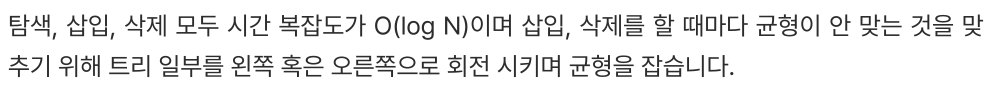 탐색, 삽입, 삭제 모두 시간 복잡도가 O(log N)이며 삽입, 삭제를 할 때마다 균형이 안 맞는 것을 맞
추기 위해 트리 일부를 왼쪽 혹은 오른쪽으로 회전 시키며 균형을 잡습니다.